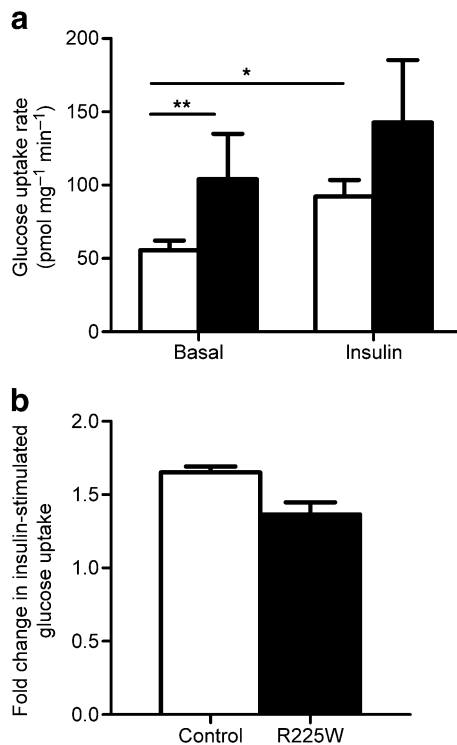 a
Glucose uptake rate
(pmol mg⁻¹ min⁻¹)
200
150
100
50
0
*
**
Basal Insulin
b
Fold change in insulin-stimulated
glucose uptake
2.0
1.5
1.0
0.5
0.0
Control R225W